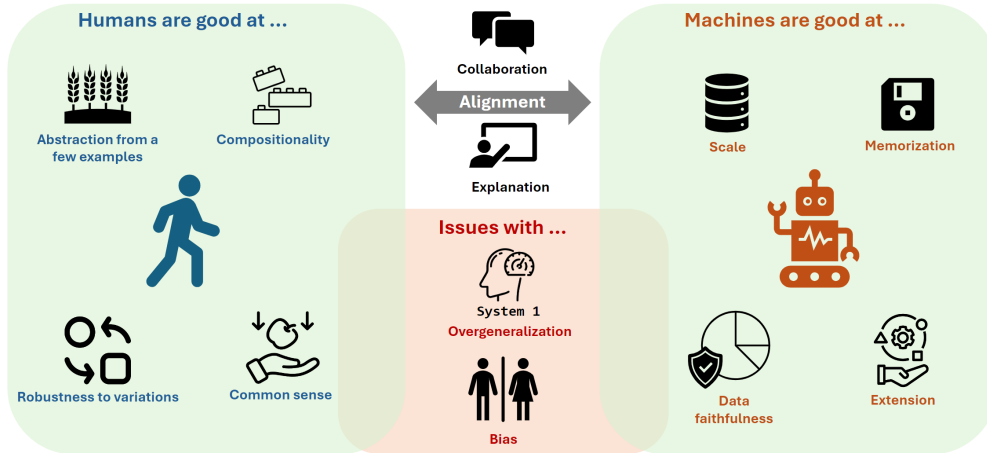 Humans are good at ...
Abstraction from a
few examples
Compositionality
Robustness to variations
Common sense
Collaboration
Alignment
Explanation
Issues with ...
System 1
Overgeneralization
Bias
Machines are good at ...
Scale
Memorization
Data
faithfulness
Extension